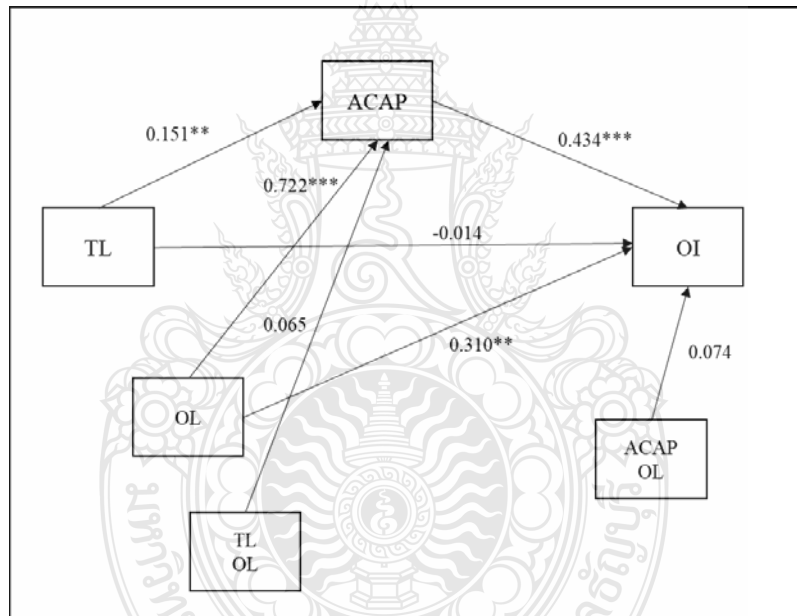 ACAP
0.151**
0.434***
0.722***
TL
-0.014
OI
0.065
0.310**
0.074
OL
ACAP
OL
TL
OL